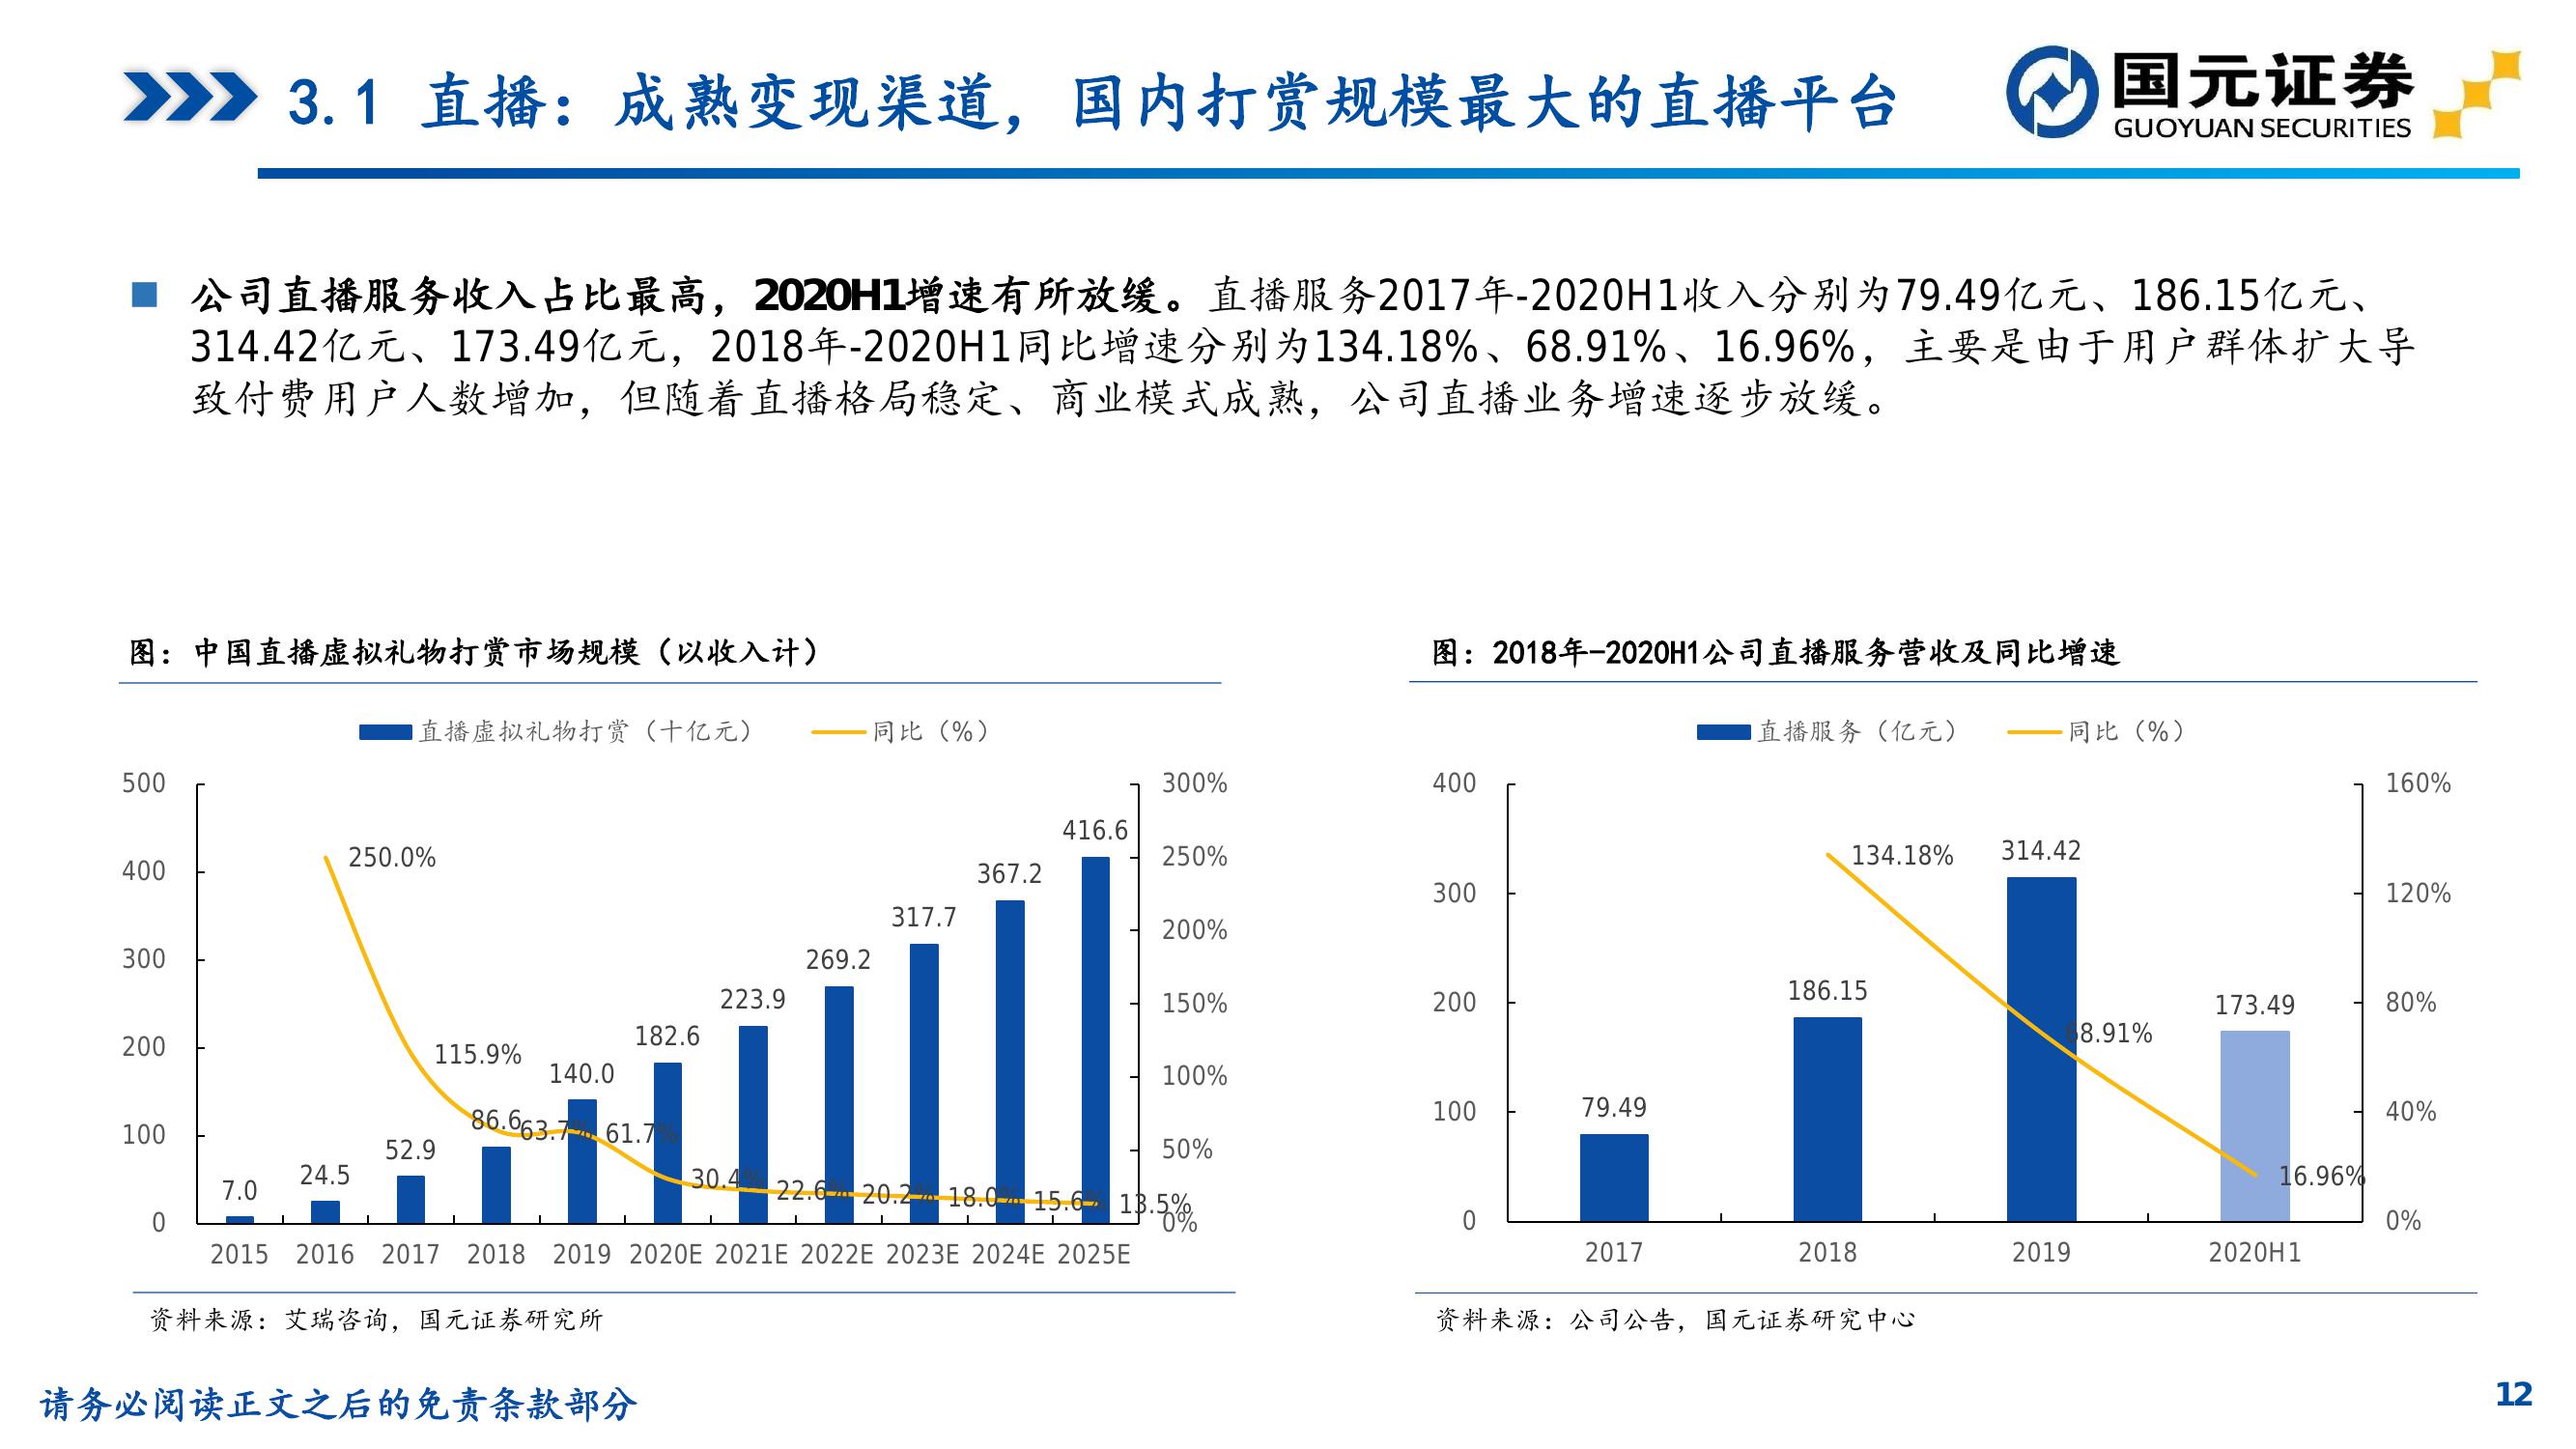 3.1 直播：成熟变现渠道，国内打赏规模最大的直播平台
国元证券
GUOYUAN SECURITIES
■ 公司直播服务收入占比最高，2020H1增速有所放缓。直播服务2017年-2020H1收入分别为79.49亿元、186.15亿元、
314.42亿元、173.49亿元，2018年-2020H1同比增速分别为134.18%、68.91%、16.96%，主要是由于用户群体扩大导
致付费用户人数增加，但随着直播格局稳定、商业模式成熟，公司直播业务增速逐步放缓。
图：中国直播虚拟礼物打赏市场规模（以收入计）
直播虚拟礼物打赏（十亿元） 同比（%）
500 300%
416.6
250.0% 250%
400 367.2
317.7
200%
300 269.2
223.9 150%
200 182.6
115.9% 140.0 100%
100 86.6 63.7% 61.7%
52.9 50%
24.5 30.4% 22.6% 20.2% 18.0% 15.6% 13.5%
7.0
0 0%
2015 2016 2017 2018 2019 2020E 2021E 2022E 2023E 2024E 2025E
资料来源：艾瑞咨询，国元证券研究所
图：2018年-2020H1公司直播服务营收及同比增速
直播服务（亿元） 同比（%）
400 160%
134.18% 314.42
300 120%
186.15 173.49
200 80%
68.91%
79.49
100 40%
16.96%
0 0%
2017 2018 2019 2020H1
资料来源：公司公告，国元证券研究中心
请务必阅读正文之后的免责条款部分
12